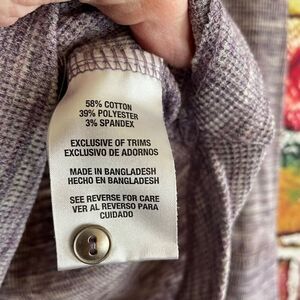 58% COTTON
39% POLYESTER
3% SPANDEX
EXCLUSIVE OF TRIMS
EXCLUSIVO DE ADORNOS
MADE IN BANGLADESH
HECHO EN BANGLADESH
SEE REVERSE FOR CARE
VER AL REVERSO PARA
CUIDADO